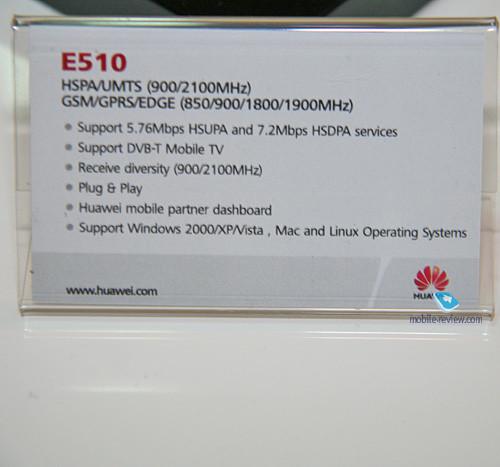 E510
HSPA/UMTS (900/2100MHz)
GSM/GPRS/EDGE (850/900/1800/1900MHz)
• Support 5.76Mbps HSUPA and 7.2Mbps HSDPA services
• Support DVB-T Mobile TV
• Receive diversity (900/2100MHz)
• Plug & Play
• Huawei mobile partner dashboard
• Support Windows 2000/XP/Vista , Mac and Linux Operating Systems
www.huawei.com
mobile-review.com